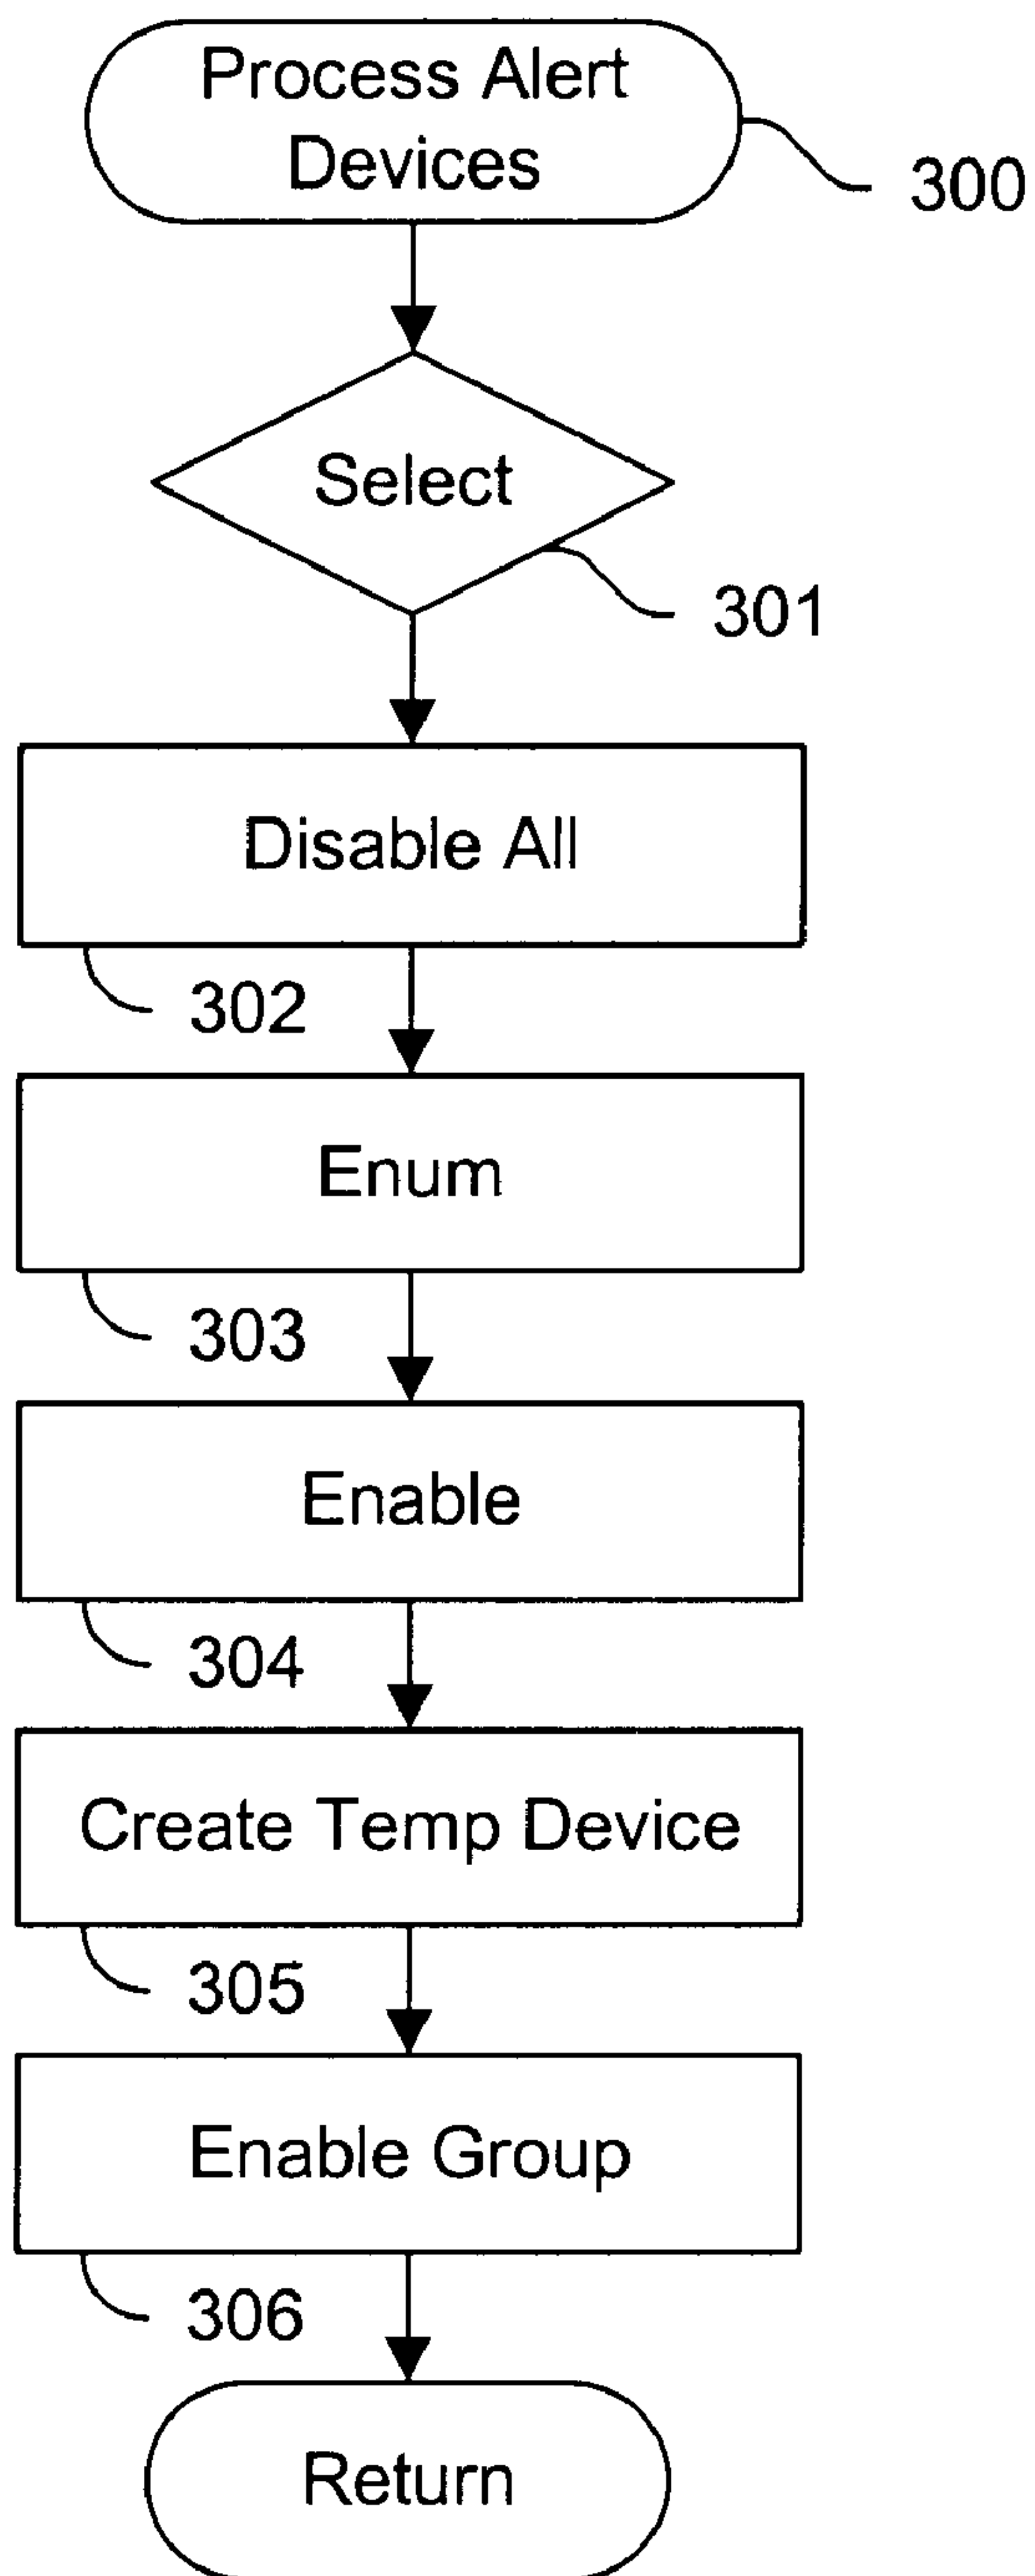 Process Alert
Devices
300
Select
301
Disable All
302
Enum
303
Enable
304
Create Temp Device
305
Enable Group
306
Return